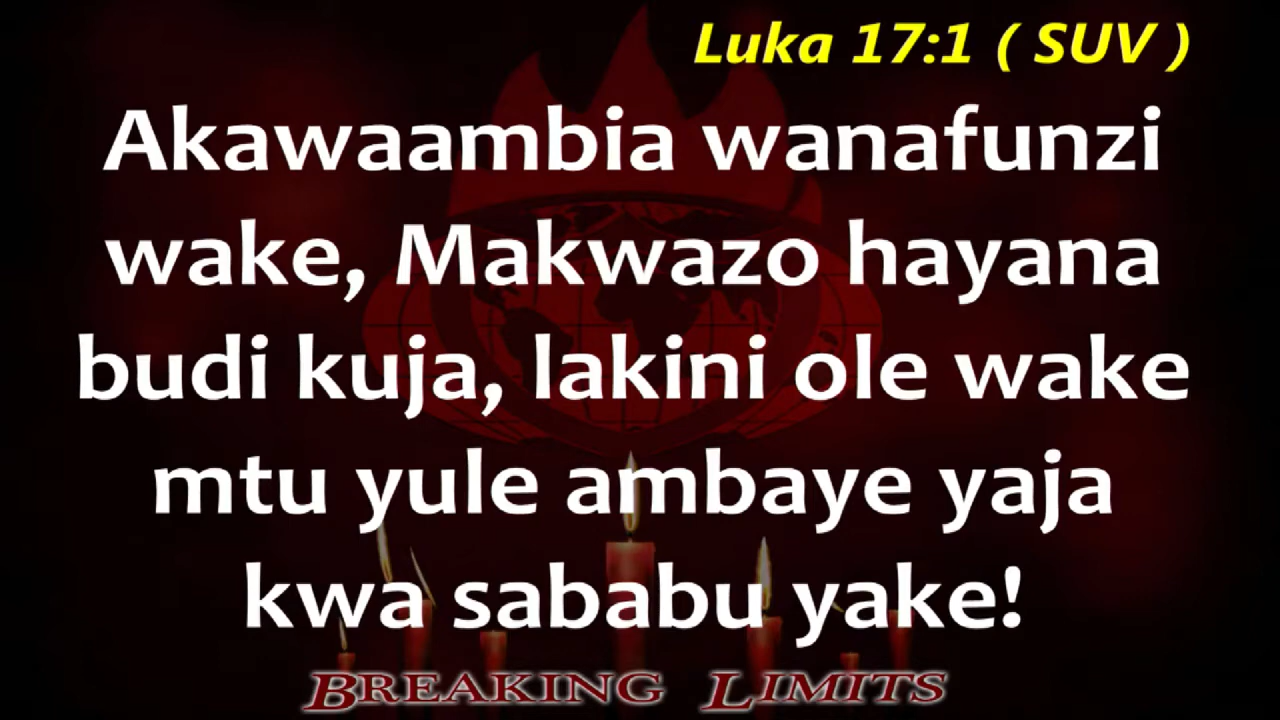 Luka 17:1 ( SUV )
Akawaambia wanafunzi
wake, Makwazo hayana
budi kuja, lakini ole wake
mtu yule ambaye yaja
kwa sababu yake!
BREAKING LIMITS